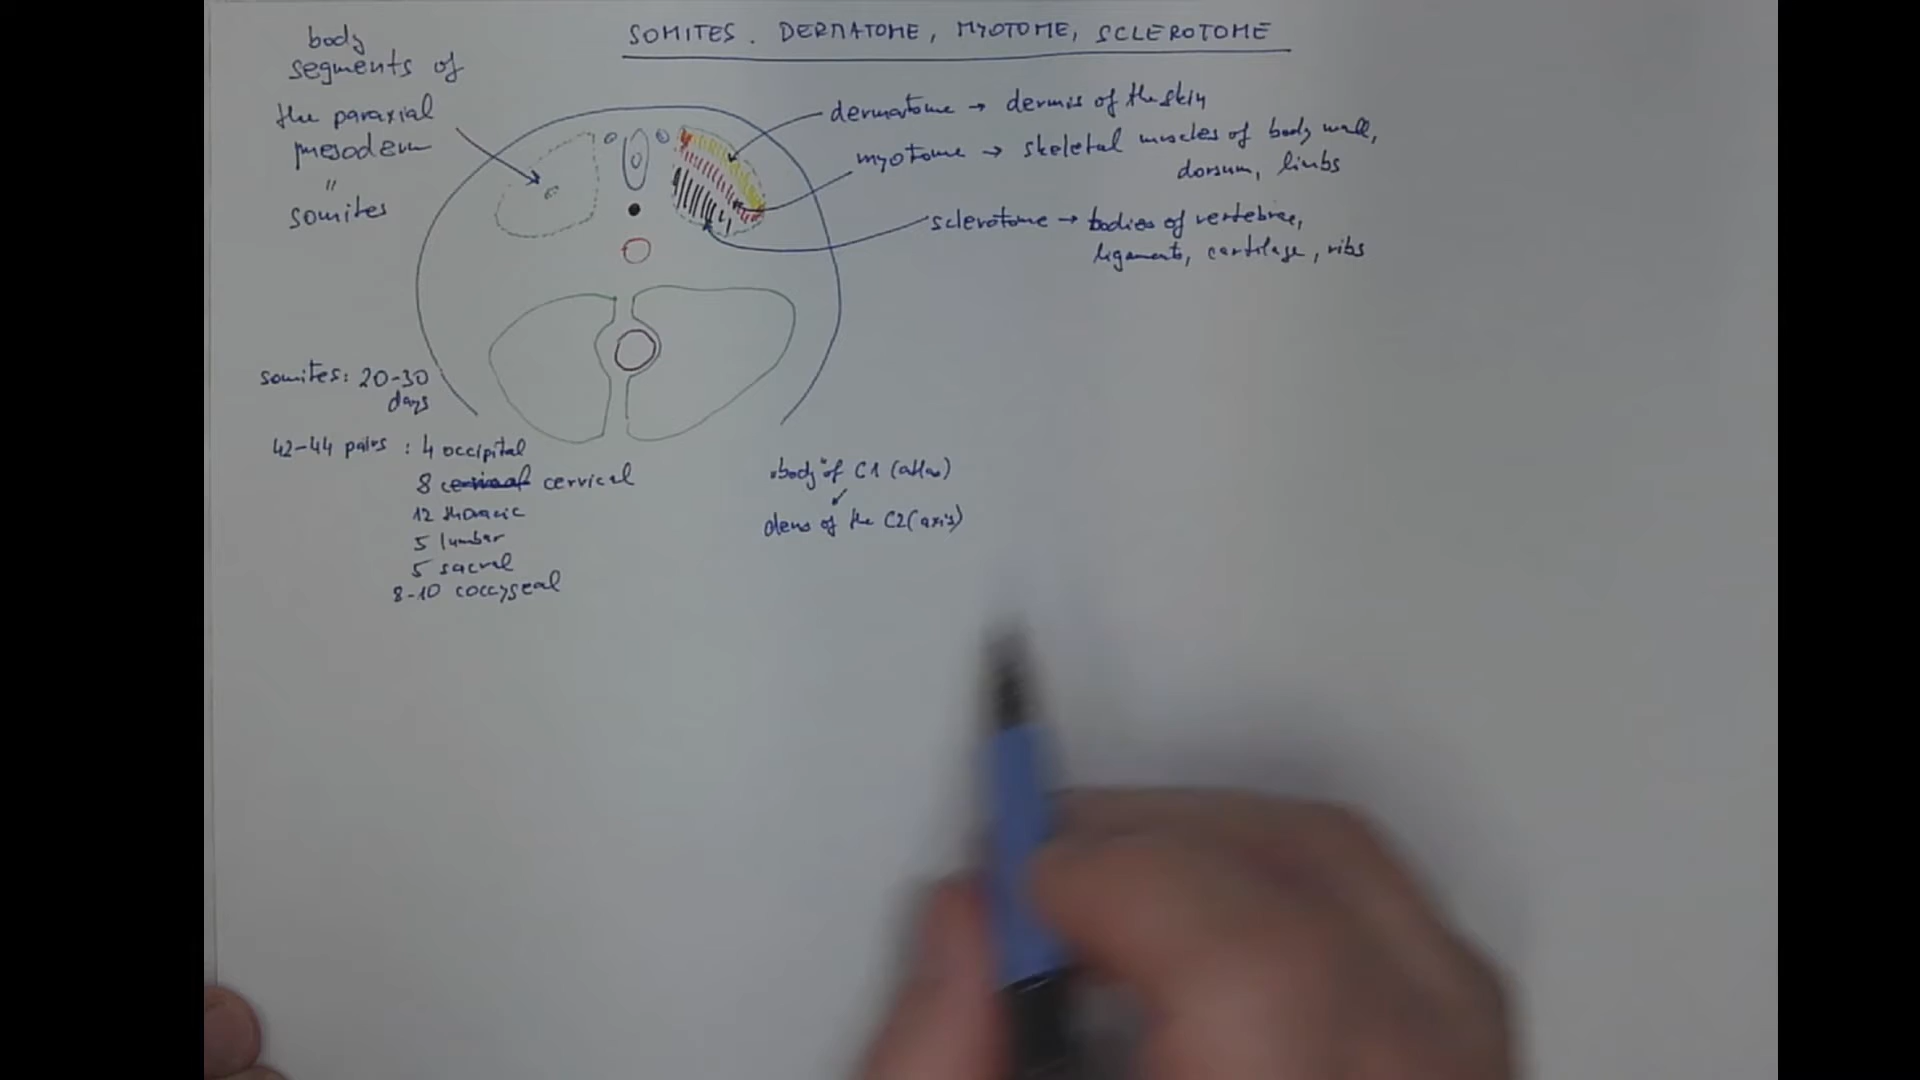 SOMITES. DERMATOME, MYOTOME, SCLEROTOME
body
segments of
the paraxial
mesoderm
"
somites
dermatome → dermis of the skin
myotome → skeletal muscles of body wall,
dorsum, limbs
sclerotome → bodies of vertebrae,
ligaments, cartilage, ribs
somites: 20-30
days
42-44 pairs : 4 occipital
8 cervical
12 thoracic
5 lumbar
5 sacral
8-10 coccygeal
"body" of C1 (atlas)
dens of the C2 (axis)